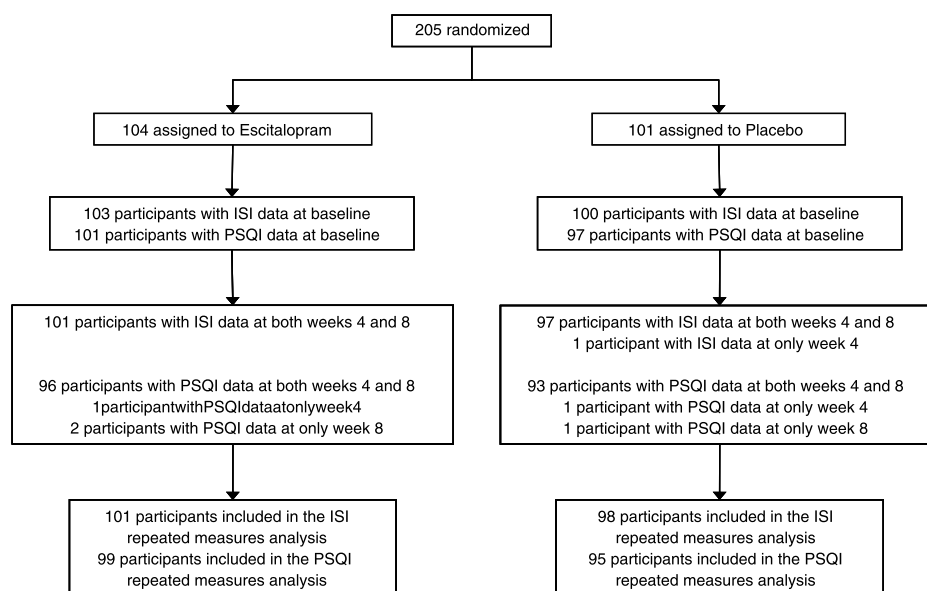 205 randomized
104 assigned to Escitalopram
101 assigned to Placebo
103 participants with ISI data at baseline
101 participants with PSQI data at baseline
100 participants with ISI data at baseline
97 participants with PSQI data at baseline
101 participants with ISI data at both weeks 4 and 8
96 participants with PSQI data at both weeks 4 and 8
1participantwithPSQIdataatonlyweek4
2 participants with PSQI data at only week 8
97 participants with ISI data at both weeks 4 and 8
1 participant with ISI data at only week 4
93 participants with PSQI data at both weeks 4 and 8
1 participant with PSQI data at only week 4
1 participant with PSQI data at only week 8
101 participants included in the ISI
repeated measures analysis
99 participants included in the PSQI
repeated measures analysis
98 participants included in the ISI
repeated measures analysis
95 participants included in the PSQI
repeated measures analysis